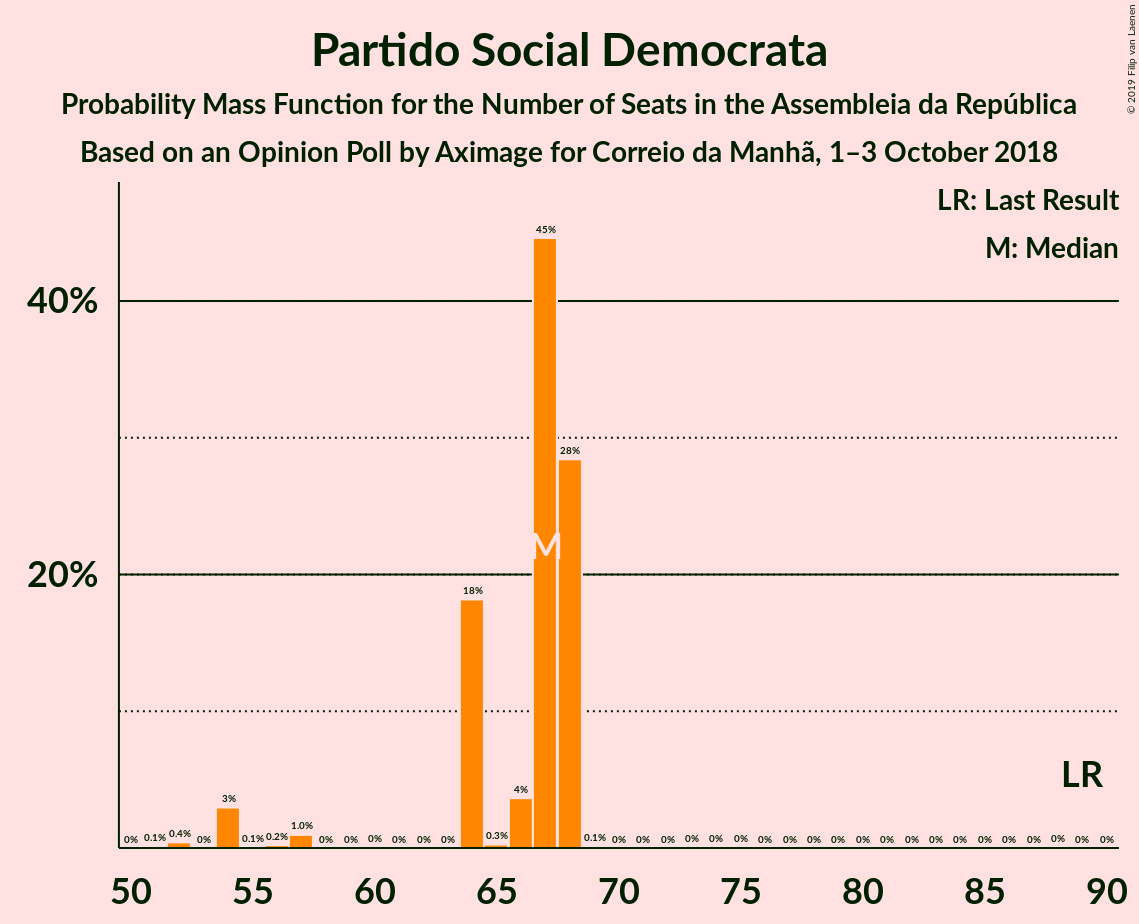 Partido Social Democrata
Probability Mass Function for the Number of Seats in the Assembleia da República
Based on an Opinion Poll by Aximage for Correio da Manhã, 1–3 October 2018
© 2019 Filip van Laenen
LR: Last Result
M: Median
45%
40%
28%
M
20%
18%
LR
3%
4%
0% 0.1% 0.4% 0% 0.1% 0.2% 1.0% 0% 0% 0% 0% 0% 0% 0.3% 0.1% 0% 0% 0% 0% 0% 0% 0% 0% 0% 0% 0% 0% 0% 0% 0% 0% 0% 0% 0% 0%
50 55 60 65 70 75 80 85 90